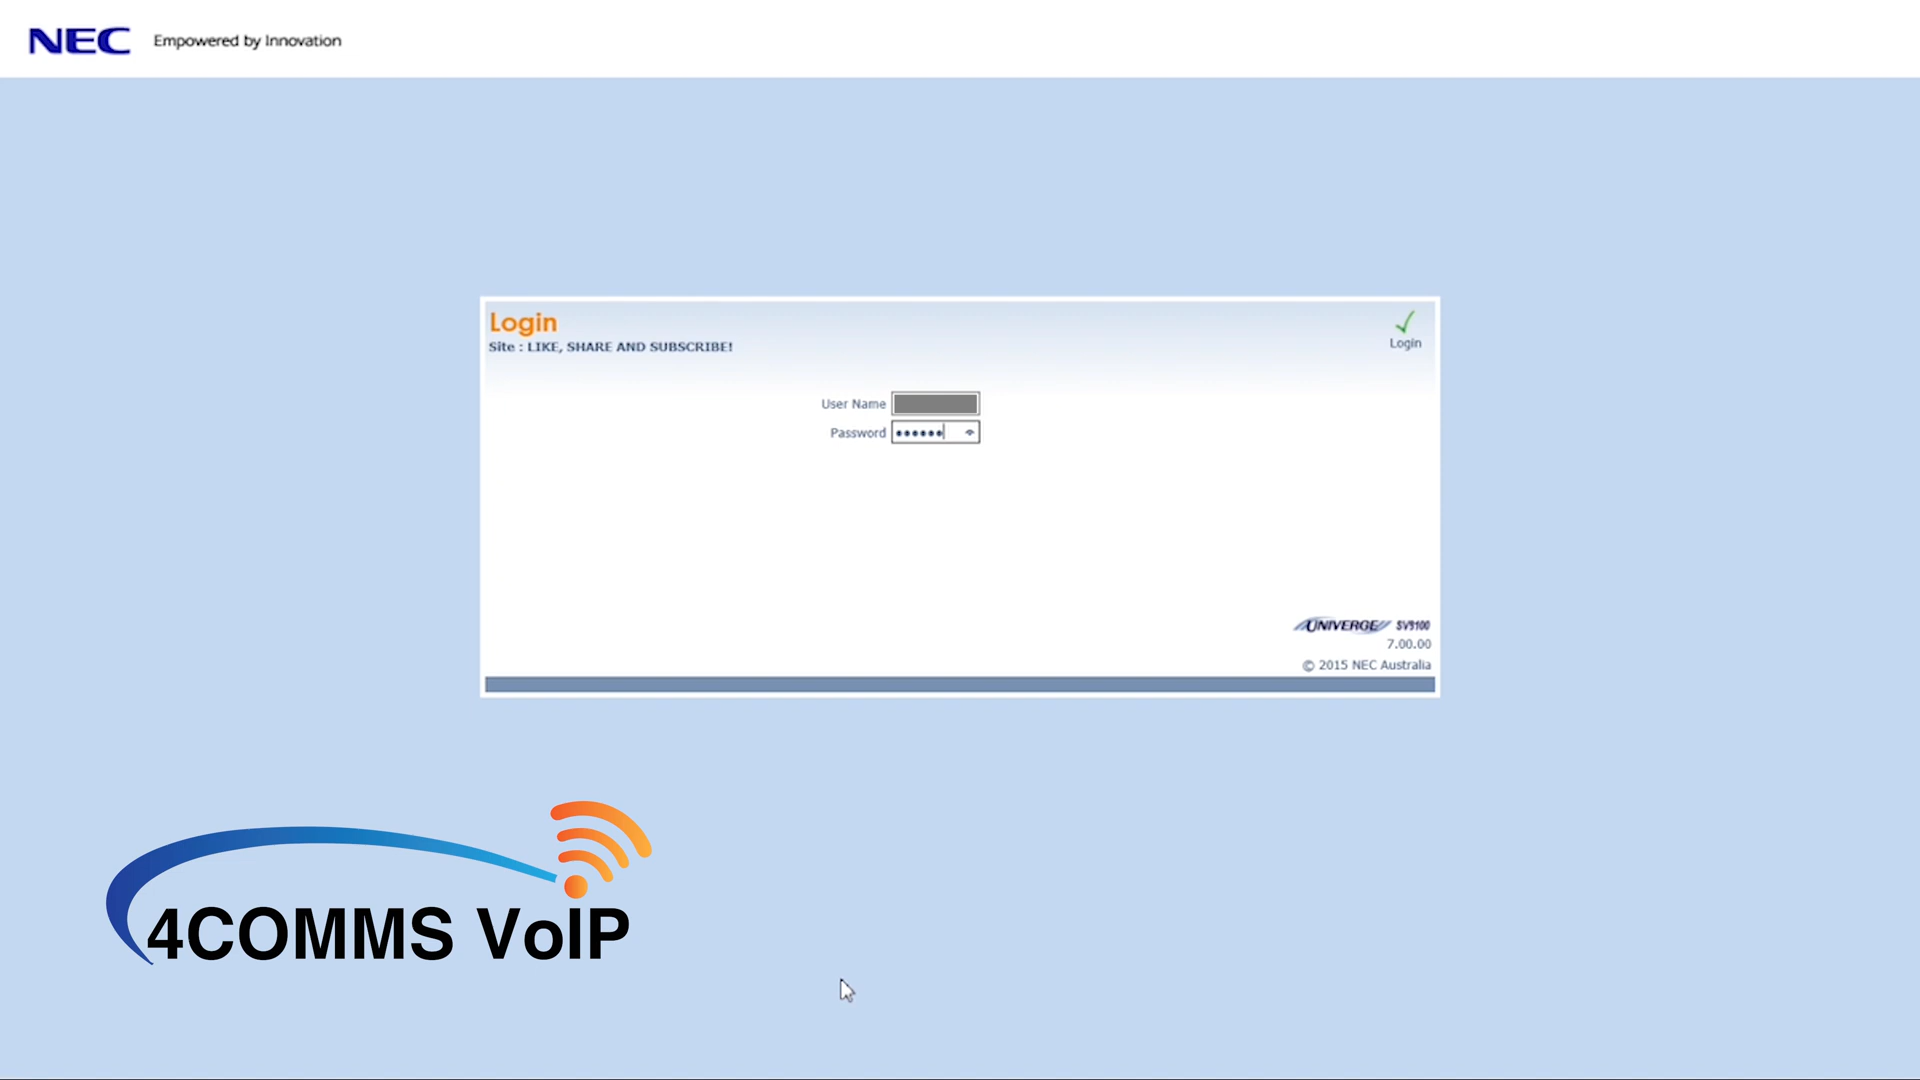 NEC Empowered by Innovation
Login
Site : LIKE, SHARE AND SUBSCRIBE!
Login
User Name
Password ••••••
UNIVERGE SV9100
7.00.00
© 2015 NEC Australia
4COMMS VoIP